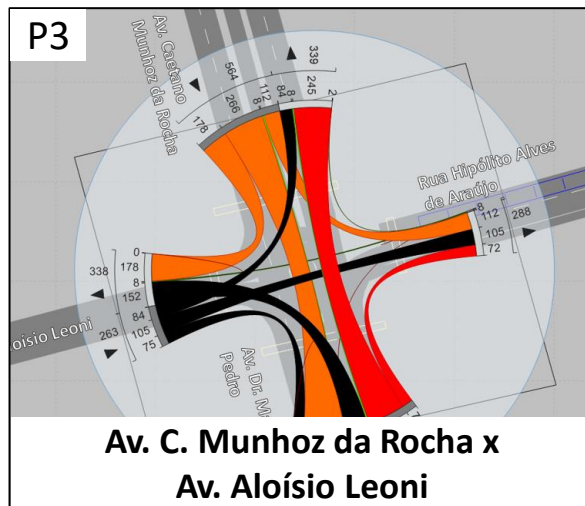 P3
Av. Caetano
Munhoz da Rocha
564
339
178
266
112
8
84
8
245
2
Rua Hipólito Alves
de Araújo
8
112
105
72
288
0
178
8
152
84
105
75
338
263
oísio Leoni
Av. Dr. M
Pedro
Av. C. Munhoz da Rocha x
Av. Aloísio Leoni